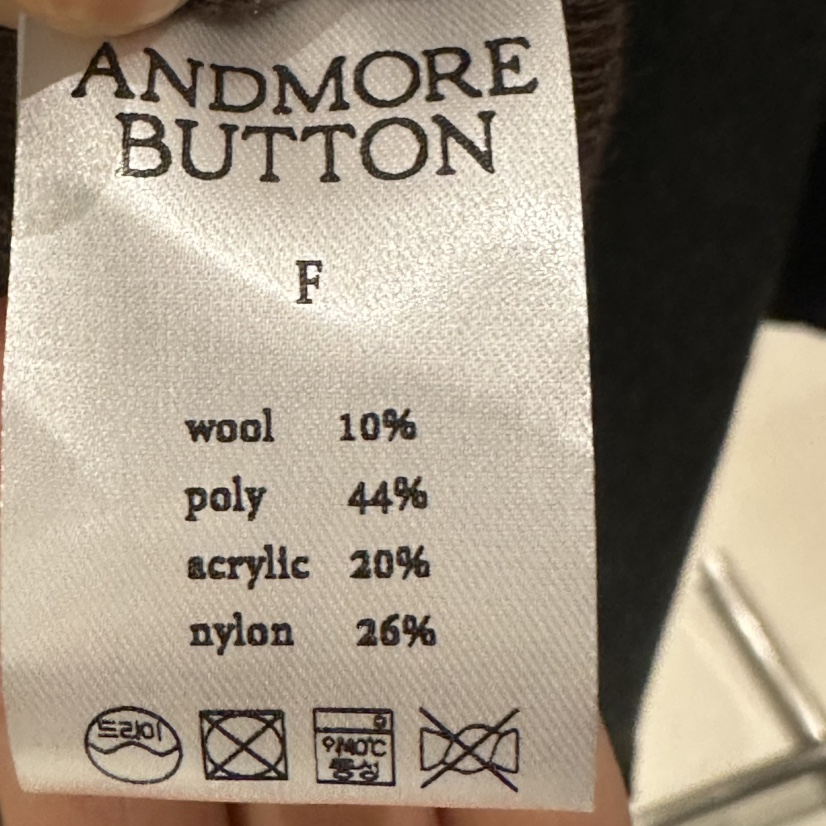 ANDMORE
BUTTON
F
wool 10%
poly 44%
acrylic 20%
nylon 26%
드라이
약40℃
중성